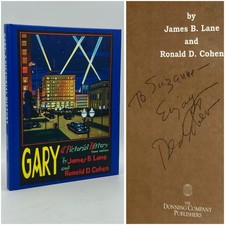 GARY
A Pictorial History
by James B. Lane
and
Ronald D. Cohen
by
James B. Lane
and
Ronald D. Cohen
To Suzanne
Enjoy
THE
DONNING COMPANY
PUBLISHERS